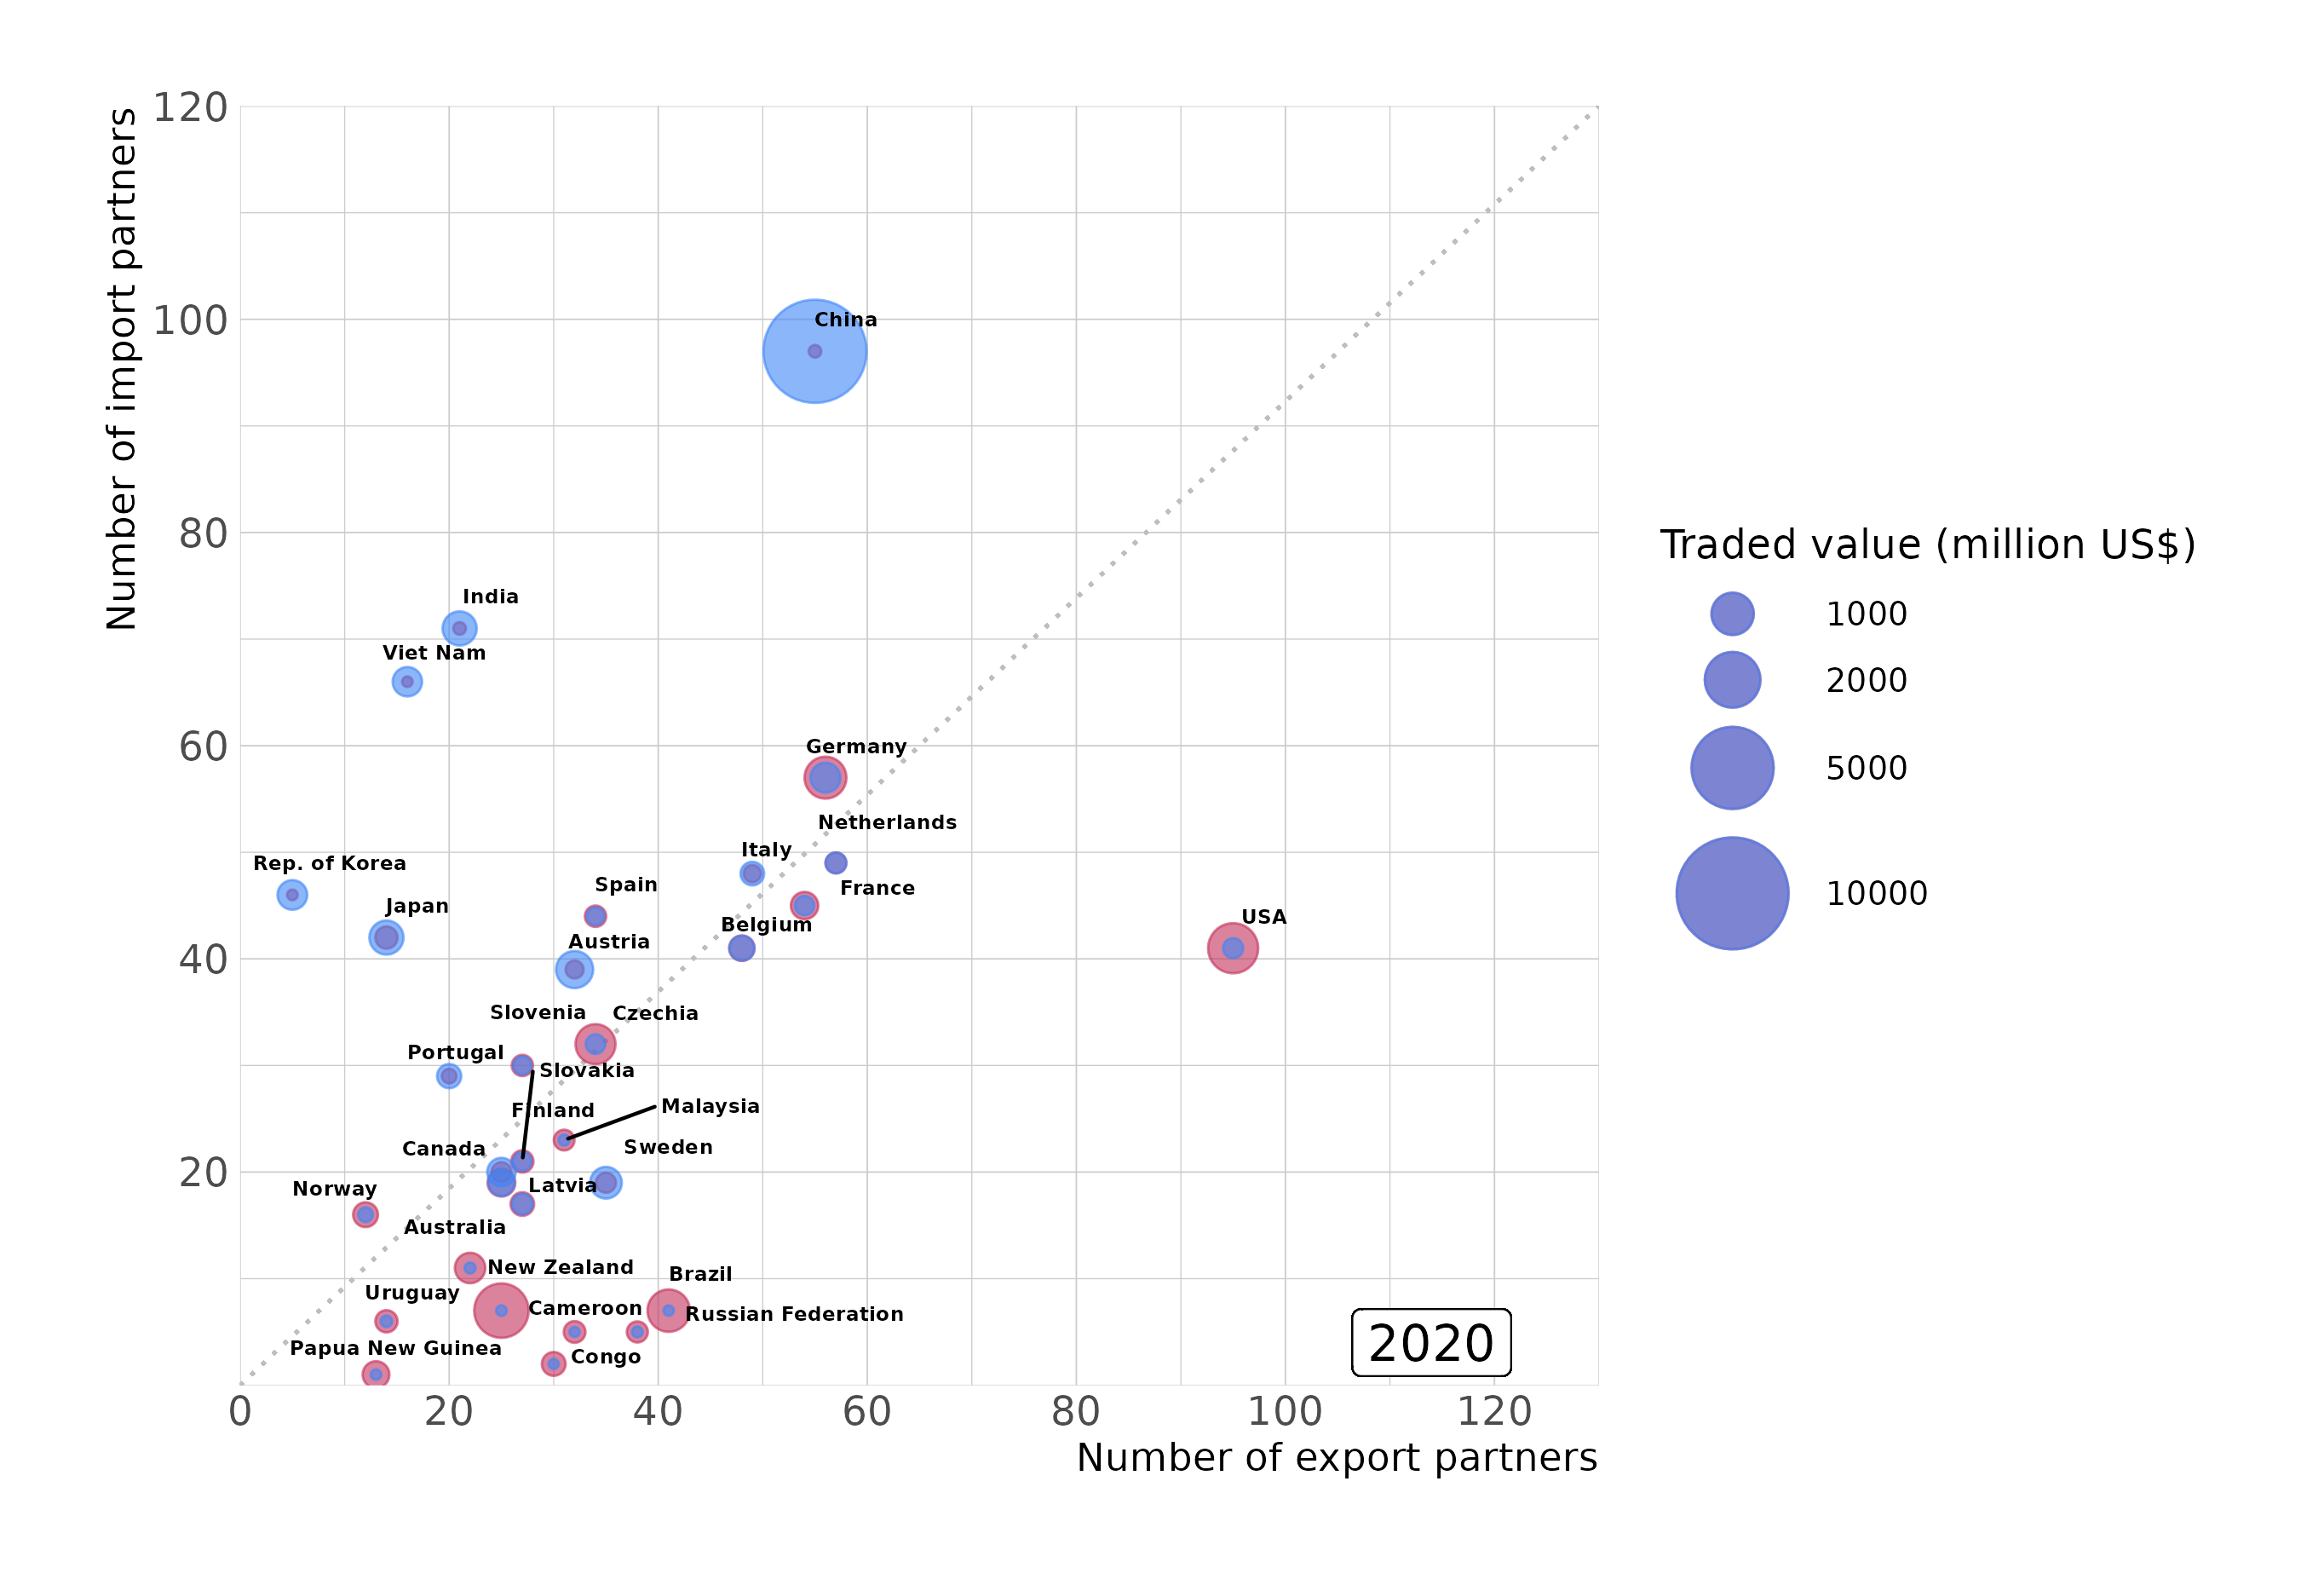 Number of import partners
120
100
80
60
40
20
China
India
Viet Nam
Germany
Netherlands
Italy
Rep. of Korea
Spain
France
Japan
USA
Belgium
Austria
Slovenia
Czechia
Portugal
Slovakia
Finland
Malaysia
Canada
Sweden
Norway
Latvia
Australia
New Zealand
Brazil
Uruguay
Cameroon
Russian Federation
Papua New Guinea
Congo
2020
0
20
40
60
80
100
120
Number of export partners
Traded value (million US$)
1000
2000
5000
10000